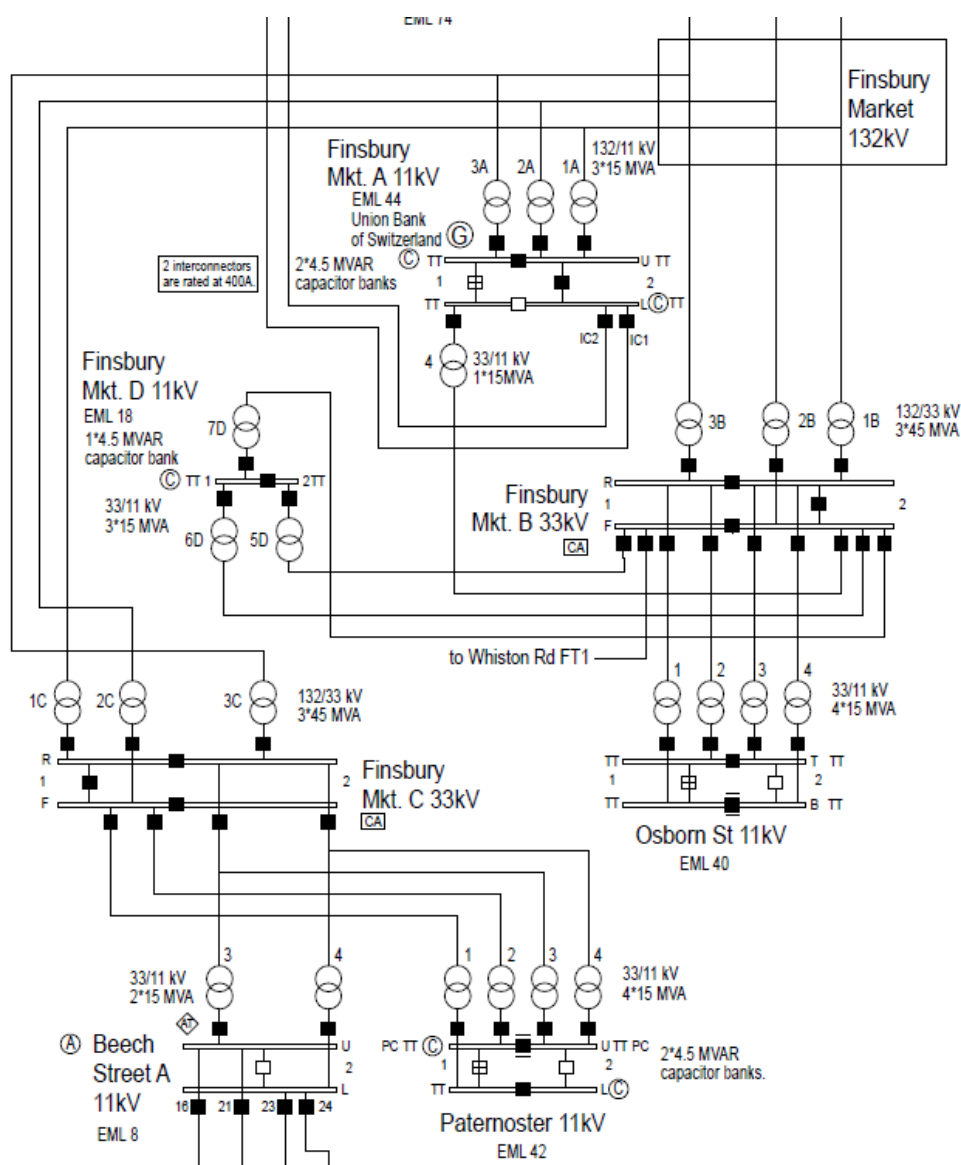 EML 74
Finsbury
Market
132kV
Finsbury
Mkt. A 11kV
EML 44
Union Bank
of Switzerland
G
3A
2A
1A
132/11 kV
3*15 MVA
2 interconnectors
are rated at 400A.
2*4.5 MVAR
capacitor banks
C TT
U TT
1
2
TT
L C TT
IC2
IC1
4
33/11 kV
1*15MVA
Finsbury
Mkt. D 11kV
EML 18
1*4.5 MVAR
capacitor bank
7D
C TT 1
2TT
33/11 kV
3*15 MVA
6D
5D
3B
2B
1B
132/33 kV
3*45 MVA
Finsbury
Mkt. B 33kV
CA
R
1
2
F
to Whiston Rd FT1
1
2
3
4
33/11 kV
4*15 MVA
TT
T TT
1
2
TT
B TT
Osborn St 11kV
EML 40
1C
2C
3C
132/33 kV
3*45 MVA
R
1
2
F
Finsbury
Mkt. C 33kV
CA
3
4
33/11 kV
2*15 MVA
AT
A Beech
Street A
11kV
EML 8
U
2
L
16
21
23
24
1
2
3
4
33/11 kV
4*15 MVA
PC TT C
U TT PC
1
2
TT
L C
2*4.5 MVAR
capacitor banks.
Paternoster 11kV
EML 42